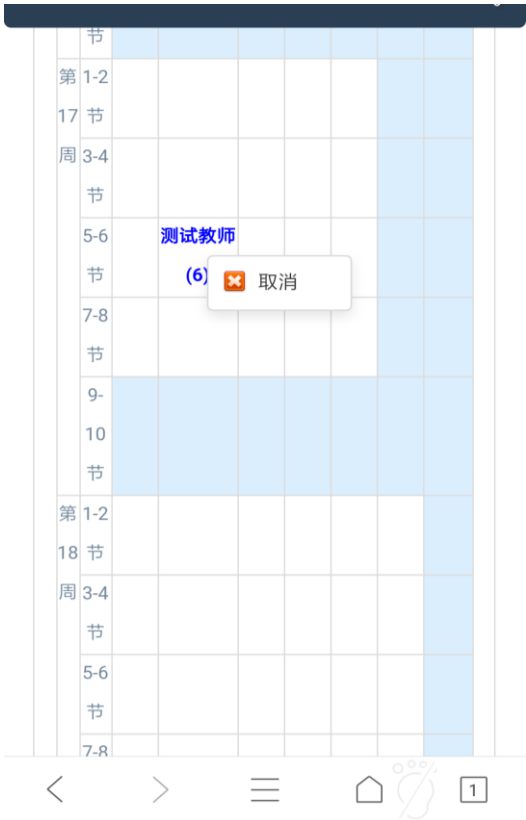 节
第 1-2
17 节
周 3-4
节
5-6 测试教师
节 (6)
取消
7-8
节
9-
10
节
第 1-2
18 节
周 3-4
节
5-6
节
7-8
1